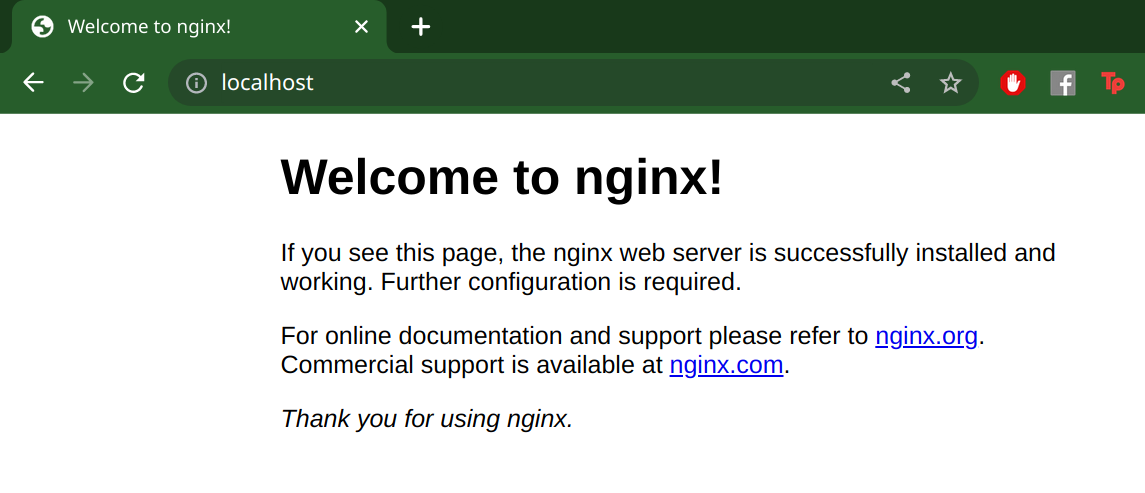 Welcome to nginx!
localhost
Tp
Welcome to nginx!
If you see this page, the nginx web server is successfully installed and
working. Further configuration is required.
For online documentation and support please refer to nginx.org.
Commercial support is available at nginx.com.
Thank you for using nginx.